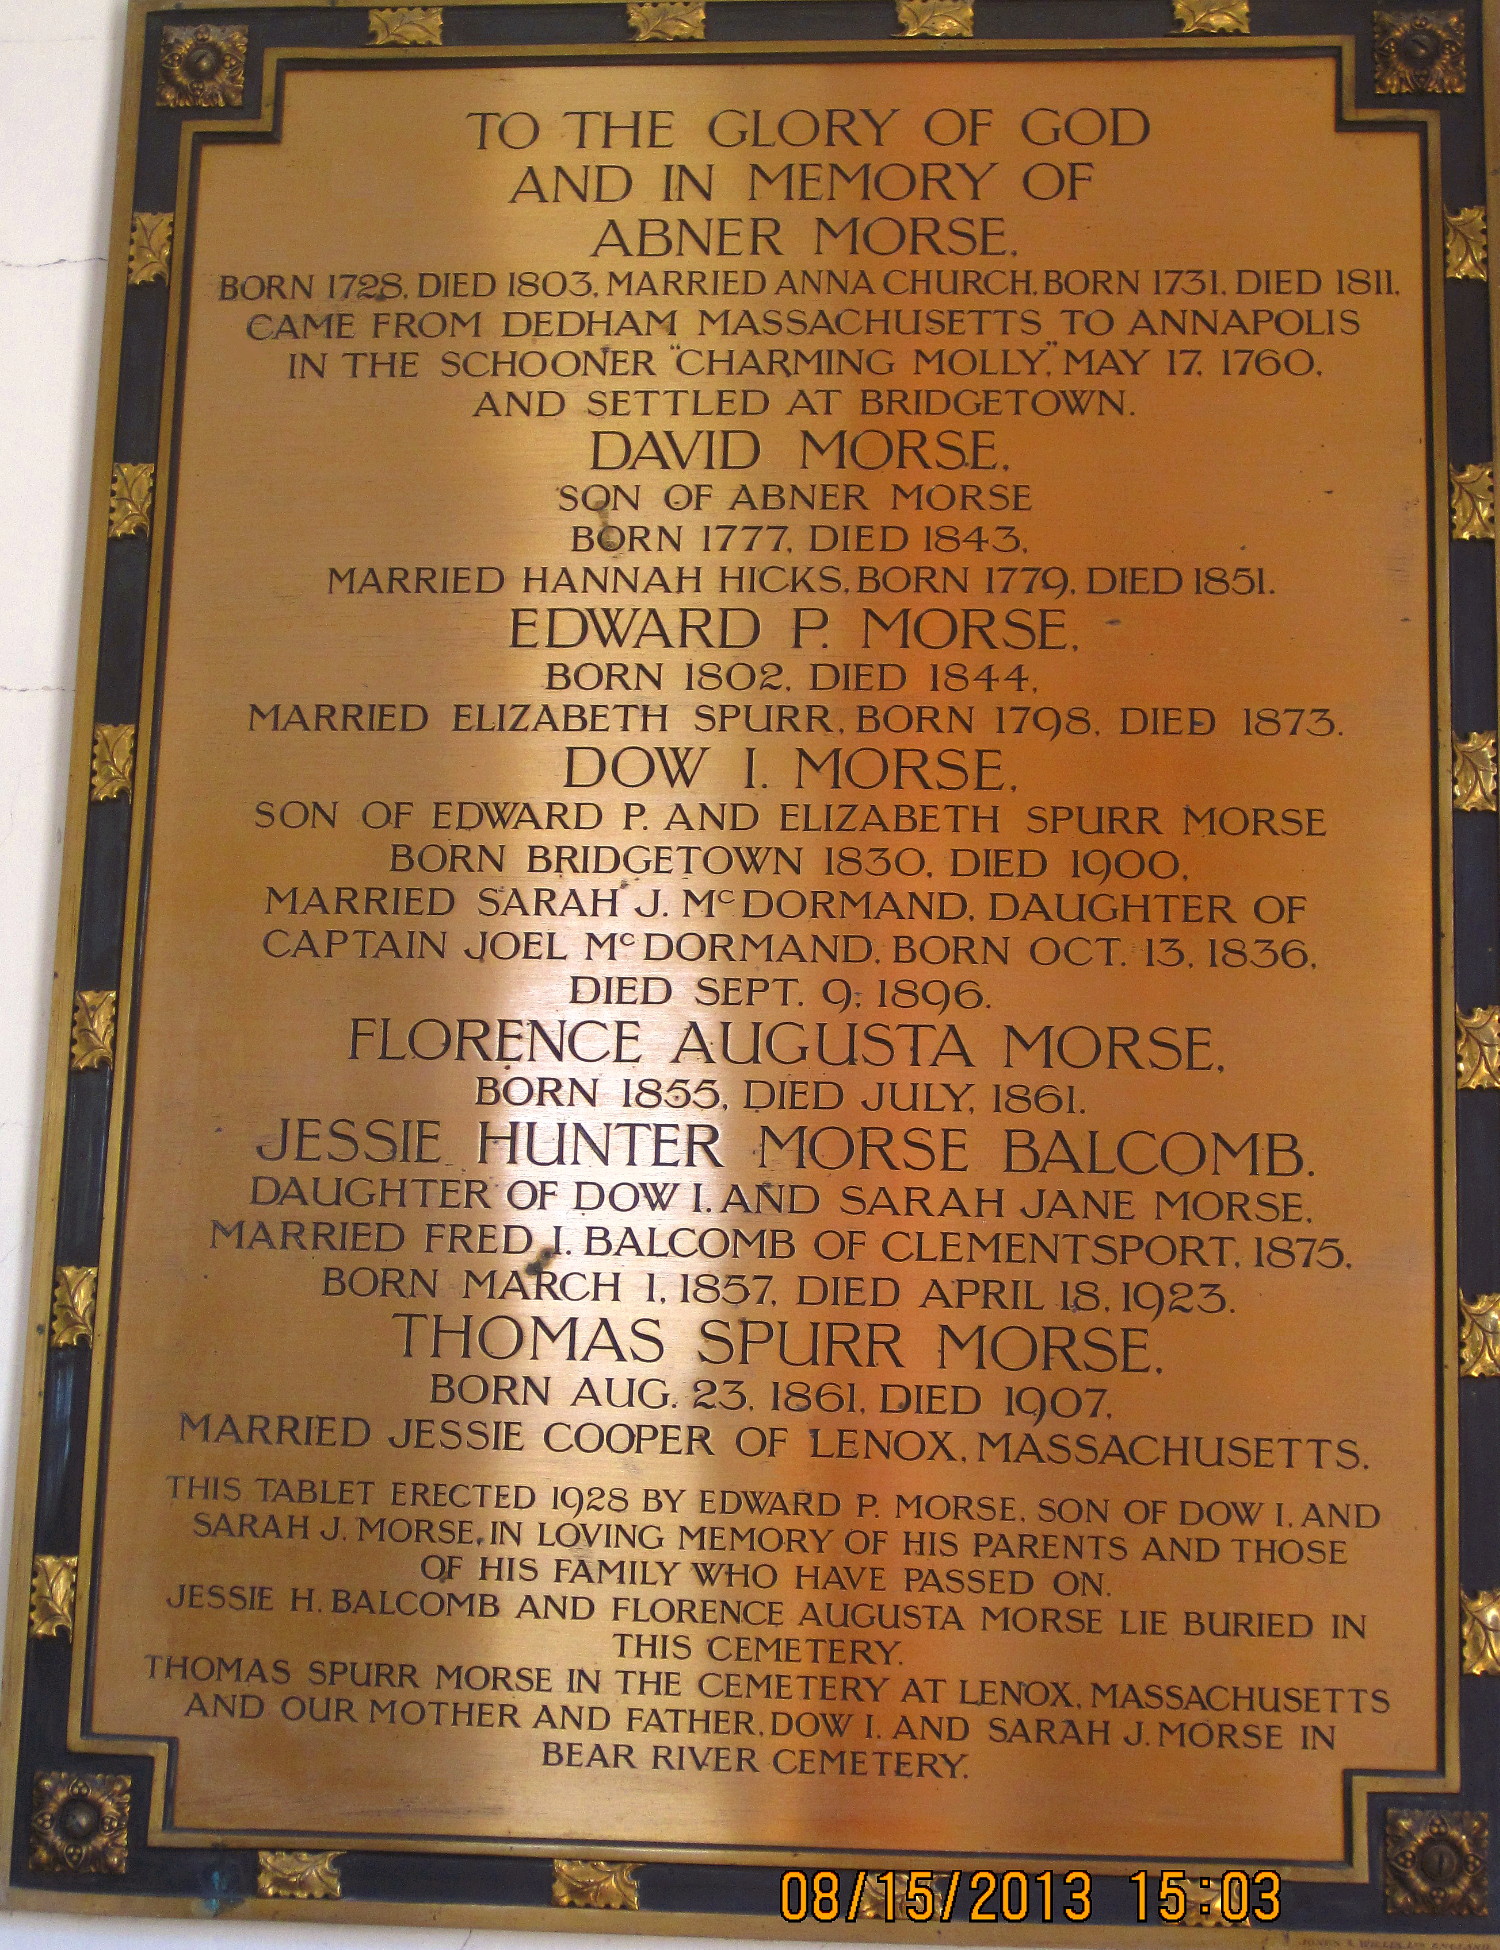 TO THE GLORY OF GOD
AND IN MEMORY OF
ABNER MORSE,
BORN 1728, DIED 1803, MARRIED ANNA CHURCH, BORN 1731, DIED 1811.
CAME FROM DEDHAM MASSACHUSETTS TO ANNAPOLIS
IN THE SCHOONER "CHARMING MOLLY," MAY 17, 1760,
AND SETTLED AT BRIDGETOWN.
DAVID MORSE,
SON OF ABNER MORSE
BORN 1777, DIED 1843,
MARRIED HANNAH HICKS, BORN 1779, DIED 1851.
EDWARD P. MORSE,
BORN 1802, DIED 1844,
MARRIED ELIZABETH SPURR, BORN 1798, DIED 1873.
DOW I. MORSE,
SON OF EDWARD P. AND ELIZABETH SPURR MORSE
BORN BRIDGETOWN 1830, DIED 1900,
MARRIED SARAH J. McDORMAND, DAUGHTER OF
CAPTAIN JOEL McDORMAND, BORN OCT. 13, 1836,
DIED SEPT. 9, 1896.
FLORENCE AUGUSTA MORSE,
BORN 1855, DIED JULY, 1861.
JESSIE HUNTER MORSE BALCOMB.
DAUGHTER OF DOW I. AND SARAH JANE MORSE,
MARRIED FRED I. BALCOMB OF CLEMENTSPORT, 1875,
BORN MARCH 1, 1857, DIED APRIL 18, 1923.
THOMAS SPURR MORSE,
BORN AUG. 23, 1861, DIED 1907,
MARRIED JESSIE COOPER OF LENOX, MASSACHUSETTS.
THIS TABLET ERECTED 1928 BY EDWARD P. MORSE, SON OF DOW I. AND
SARAH J. MORSE, IN LOVING MEMORY OF HIS PARENTS AND THOSE
OF HIS FAMILY WHO HAVE PASSED ON.
JESSIE H. BALCOMB AND FLORENCE AUGUSTA MORSE LIE BURIED IN
THIS CEMETERY.
THOMAS SPURR MORSE IN THE CEMETERY AT LENOX, MASSACHUSETTS
AND OUR MOTHER AND FATHER, DOW I. AND SARAH J. MORSE IN
BEAR RIVER CEMETERY.
08/15/2013 15:03